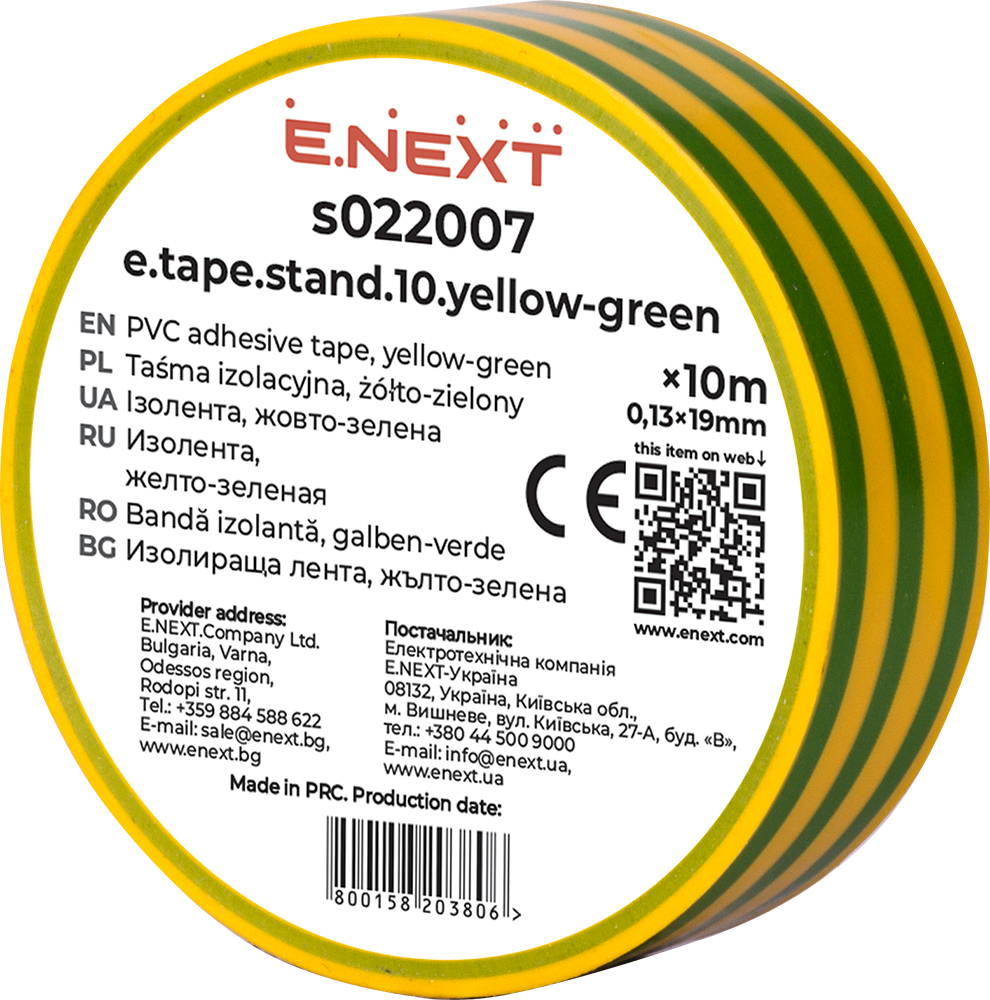 E.NEXT
s022007
e.tape.stand.10.yellow-green
EN PVC adhesive tape, yellow-green
PL Taśma izolacyjna, żółto-zielony
UA Ізолента, жовто-зелена
RU Изолента,
желто-зеленая
RO Bandă izolantă, galben-verde
BG Изолираща лента, жълто-зелена
×10m
0,13×19mm
this item on web↓
CE
www.enext.com
Provider address:
E.NEXT.Company Ltd.
Bulgaria, Varna,
Odessos region,
Rodopi str. 11,
Tel.: +359 884 588 622
E-mail: sale@enext.bg,
www.enext.bg
Постачальник:
Електротехнічна компанія
E.NEXT-Україна
08132, Україна, Київська обл.,
м. Вишневе, вул. Київська, 27-А, буд. «В»,
тел.: +380 44 500 9000
E-mail: info@enext.ua,
www.enext.ua
Made in PRC. Production date:
800158 203806 >